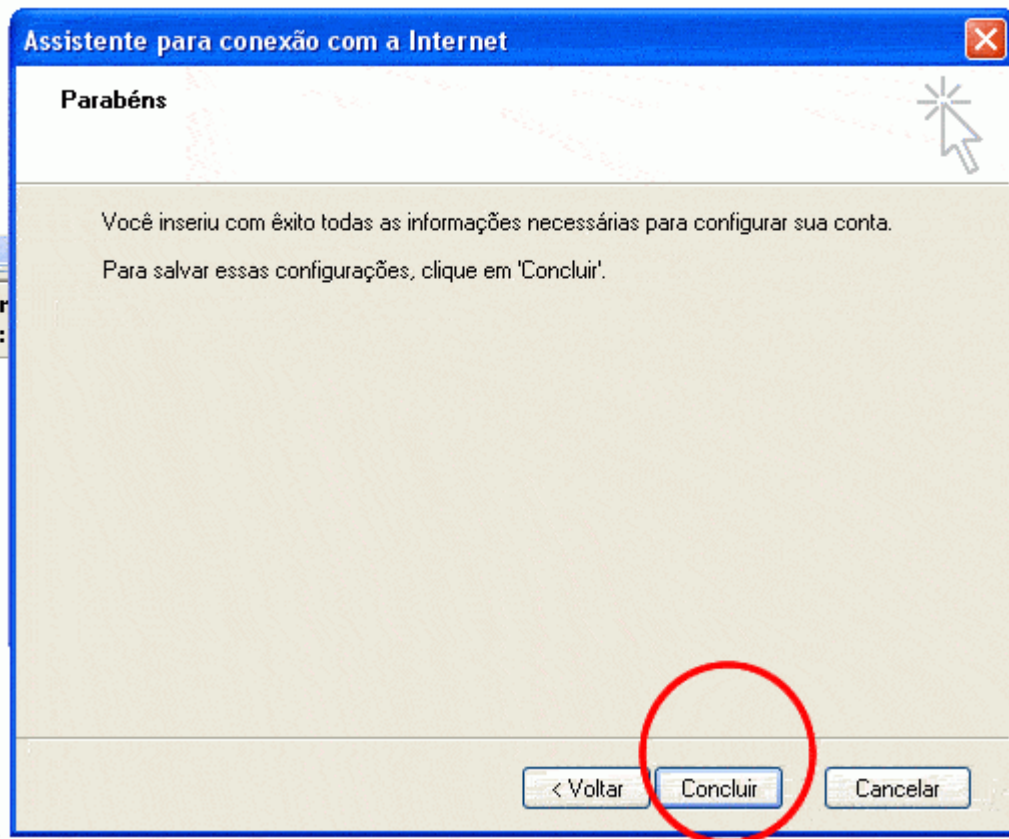 Assistente para conexão com a Internet
Parabéns
Você inseriu com êxito todas as informações necessárias para configurar sua conta.
Para salvar essas configurações, clique em 'Concluir'.
r
:
< Voltar
Concluir
Cancelar